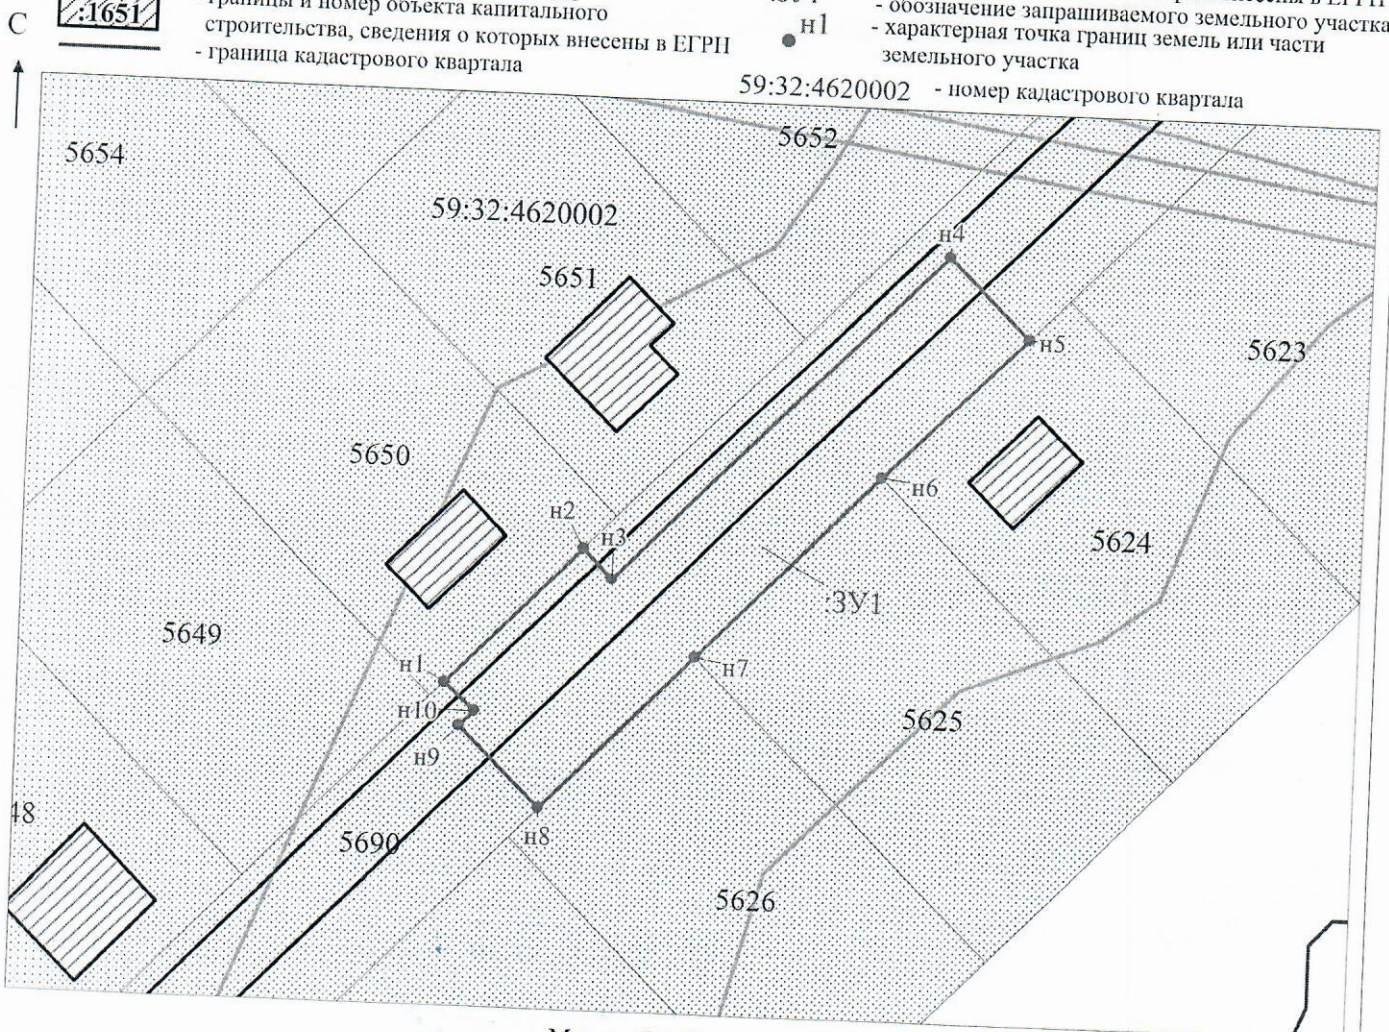 С
:1651
границы и номер объекта капитального
строительства, сведения о которых внесены в ЕГРН
- граница кадастрового квартала
- обозначение запрашиваемого земельного участка
н1
- характерная точка границ земель или части
земельного участка
59:32:4620002 - номер кадастрового квартала
5654
5652
59:32:4620002
н4
5651
н5
5623
5650
н6
н2
н3
5624
:ЗУ1
5649
н1
н7
н10
5625
н9
48
5690
н8
5626